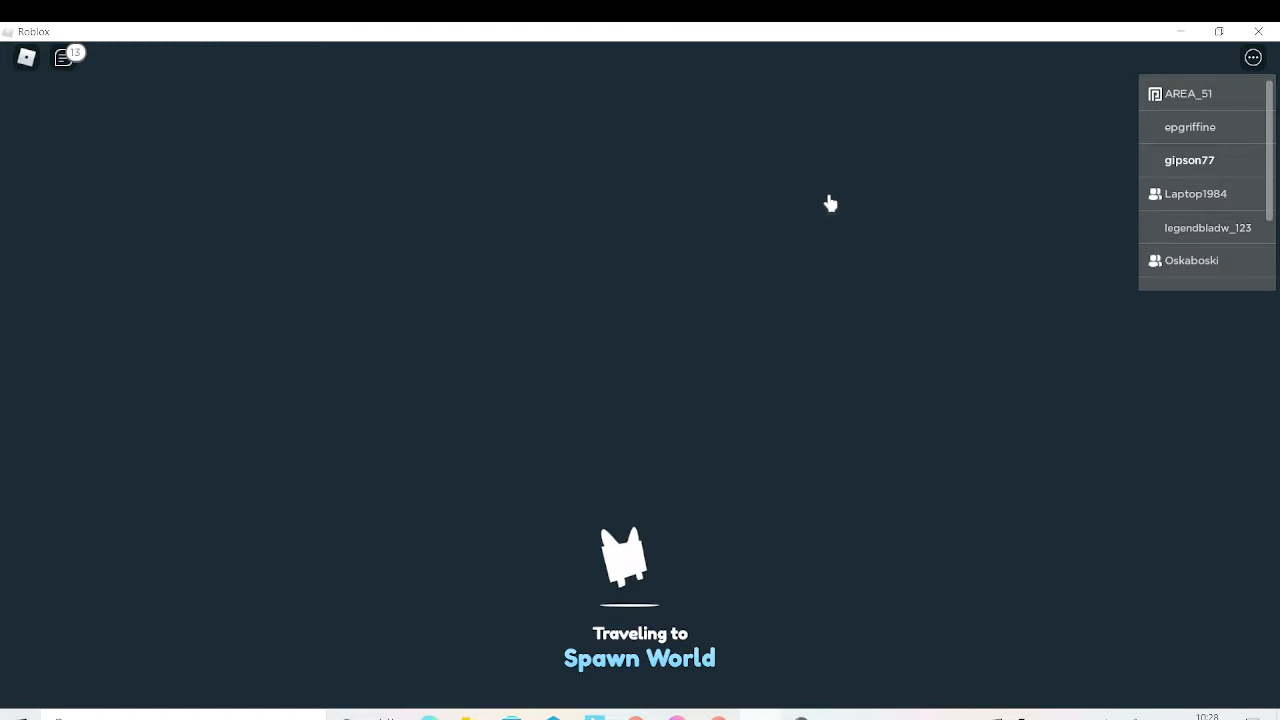 Roblox
13
AREA_51
epgriffine
gipson77
Laptop1984
legendbladw_123
Oskaboski
Traveling to
Spawn World
10:28